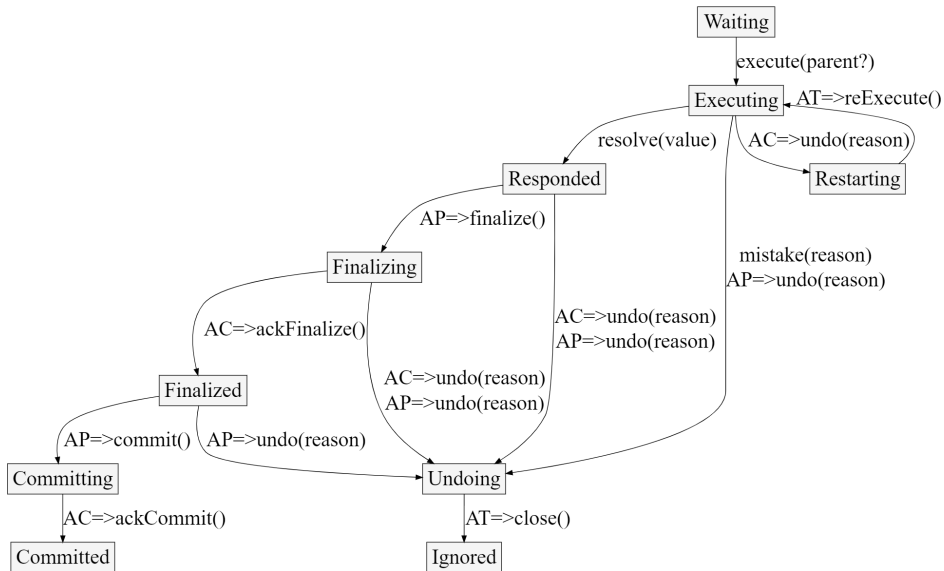 Waiting
execute(parent?)
Executing
AT=>reExecute()
resolve(value)
AC=>undo(reason)
Responded
Restarting
AP=>finalize()
Finalizing
mistake(reason)
AP=>undo(reason)
AC=>ackFinalize()
AC=>undo(reason)
AP=>undo(reason)
Finalized
AC=>undo(reason)
AP=>undo(reason)
AP=>commit()
AP=>undo(reason)
Committing
Undoing
AC=>ackCommit()
AT=>close()
Committed
Ignored